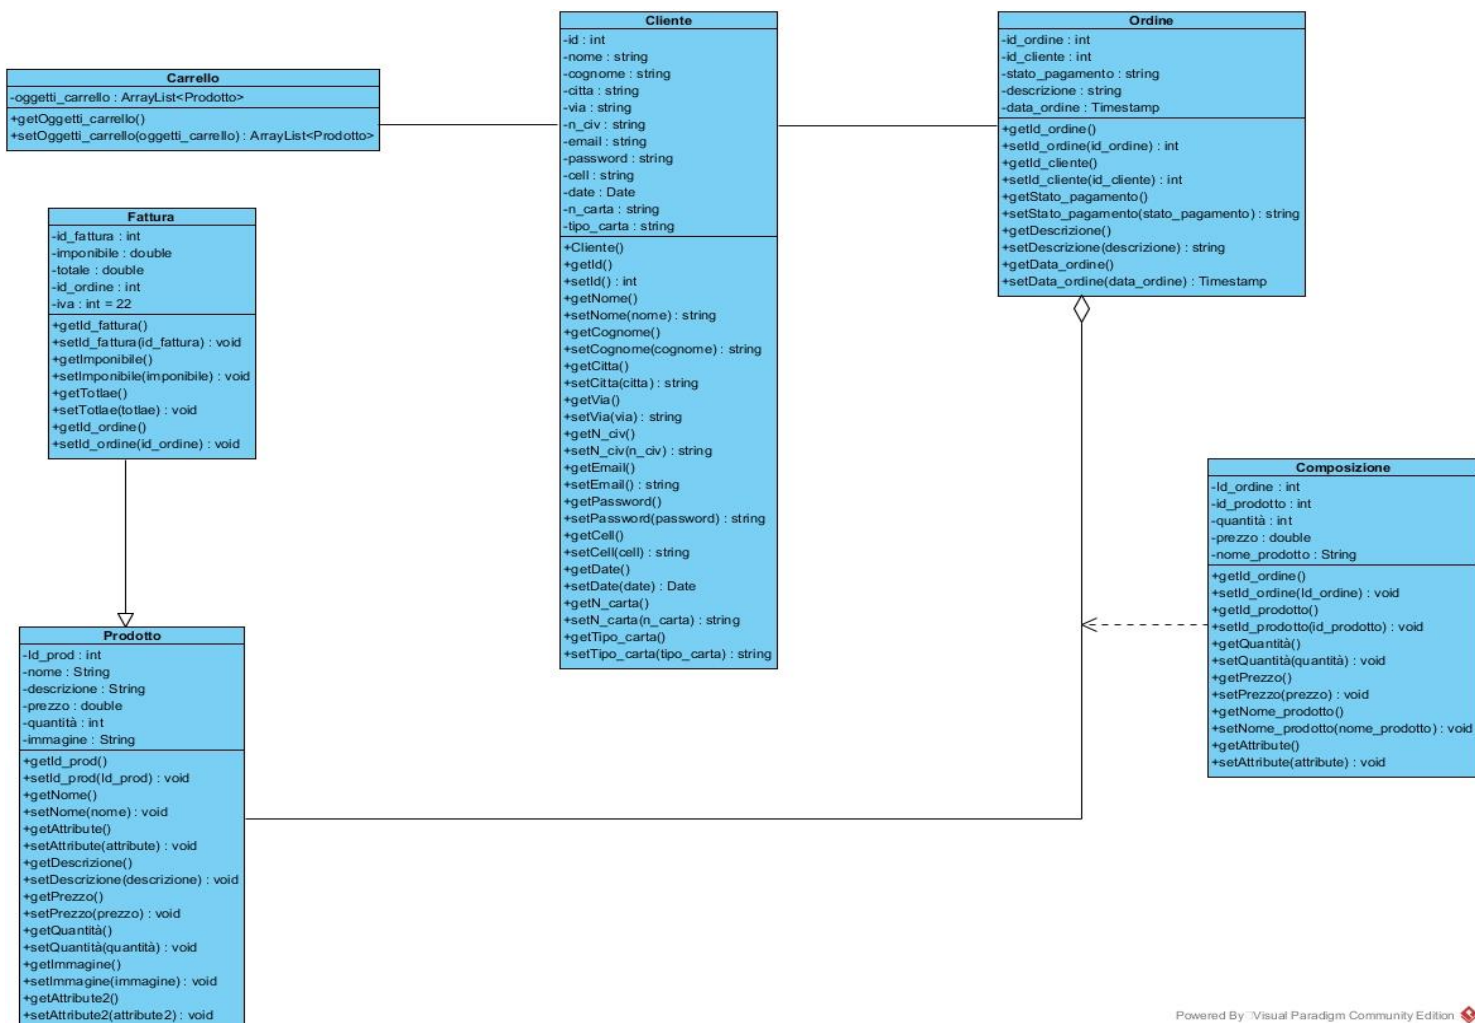 Carrello
-oggetti_carrello : ArrayList<Prodotto>
+getOggetti_carrello()
+setOggetti_carrello(oggetti_carrello) : ArrayList<Prodotto>
Fattura
-id_fattura : int
-imponibile : double
-totale : double
-id_ordine : int
-iva : int = 22
+getId_fattura()
+setId_fattura(id_fattura) : void
+getImponibile()
+setImponibile(imponibile) : void
+getTotlae()
+setTotlae(totlae) : void
+getId_ordine()
+setId_ordine(id_ordine) : void
Prodotto
-Id_prod : int
-nome : String
-descrizione : String
-prezzo : double
-quantità : int
-immagine : String
+getId_prod()
+setId_prod(Id_prod) : void
+getNome()
+setNome(nome) : void
+getAttribute()
+setAttribute(attribute) : void
+getDescrizione()
+setDescrizione(descrizione) : void
+getPrezzo()
+setPrezzo(prezzo) : void
+getQuantità()
+setQuantità(quantità) : void
+getImmagine()
+setImmagine(immagine) : void
+getAttribute2()
+setAttribute2(attribute2) : void
Cliente
-id : int
-nome : string
-cognome : string
-citta : string
-via : string
-n_civ : string
-email : string
-password : string
-cell : string
-date : Date
-n_carta : string
-tipo_carta : string
+Cliente()
+getId()
+setId() : int
+getNome()
+setNome(nome) : string
+getCognome()
+setCognome(cognome) : string
+getCitta()
+setCitta(citta) : string
+getVia()
+setVia(via) : string
+getN_civ()
+setN_civ(n_civ) : string
+getEmail()
+setEmail() : string
+getPassword()
+setPassword(password) : string
+getCell()
+setCell(cell) : string
+getDate()
+setDate(date) : Date
+getN_carta()
+setN_carta(n_carta) : string
+getTipo_carta()
+setTipo_carta(tipo_carta) : string
Ordine
-id_ordine : int
-id_cliente : int
-stato_pagamento : string
-descrizione : string
-data_ordine : Timestamp
+getId_ordine()
+setId_ordine(id_ordine) : int
+getId_cliente()
+setId_cliente(id_cliente) : int
+getStato_pagamento()
+setStato_pagamento(stato_pagamento) : string
+getDescrizione()
+setDescrizione(descrizione) : string
+getData_ordine()
+setData_ordine(data_ordine) : Timestamp
Composizione
-Id_ordine : int
-id_prodotto : int
-quantità : int
-prezzo : double
-nome_prodotto : String
+getId_ordine()
+setId_ordine(Id_ordine) : void
+getId_prodotto()
+setId_prodotto(id_prodotto) : void
+getQuantità()
+setQuantità(quantità) : void
+getPrezzo()
+setPrezzo(prezzo) : void
+getNome_prodotto()
+setNome_prodotto(nome_prodotto) : void
+getAttribute()
+setAttribute(attribute) : void
Powered By Visual Paradigm Community Edition